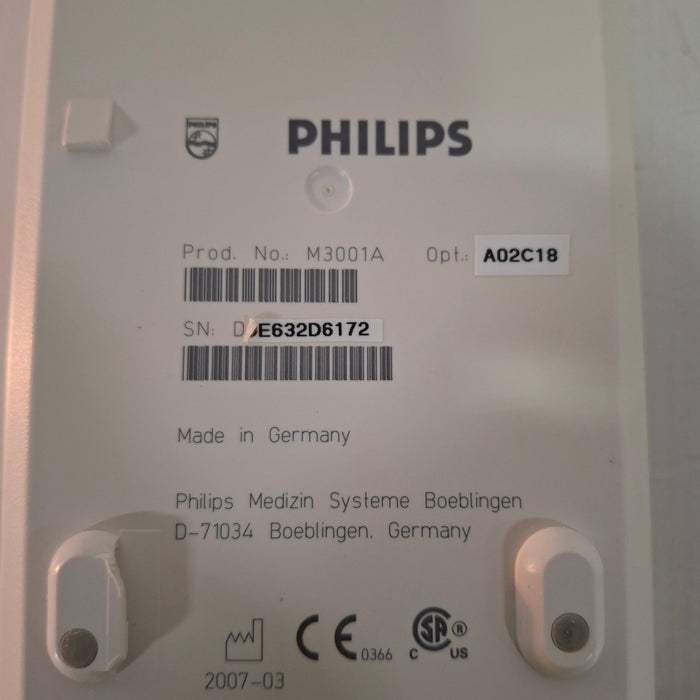 PHILIPS
Prod. No.: M3001A Opt.: A02C18
SN: E632D6172
Made in Germany
Philips Medizin Systeme Boeblingen
D-71034 Boeblingen, Germany
CE 0366
SA ®
C US
2007-03